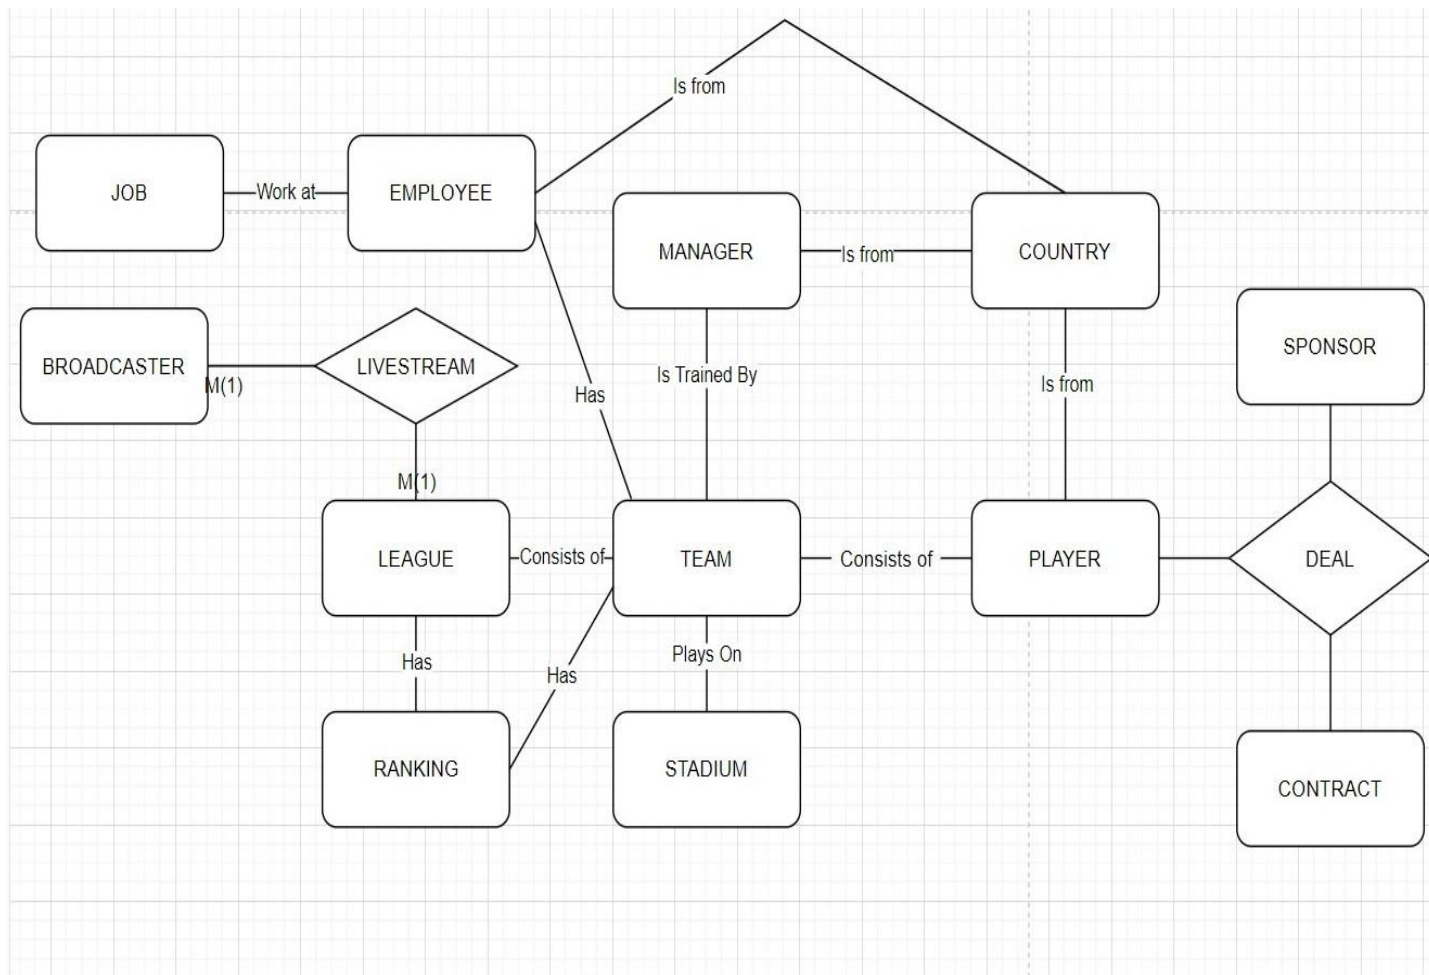 Is from
JOB
Work at
EMPLOYEE
MANAGER
Is from
COUNTRY
BROADCASTER
M(1)
LIVESTREAM
Is Trained By
Is from
SPONSOR
Has
M(1)
LEAGUE
Consists of
TEAM
Consists of
PLAYER
DEAL
Has
Has
Plays On
RANKING
STADIUM
CONTRACT